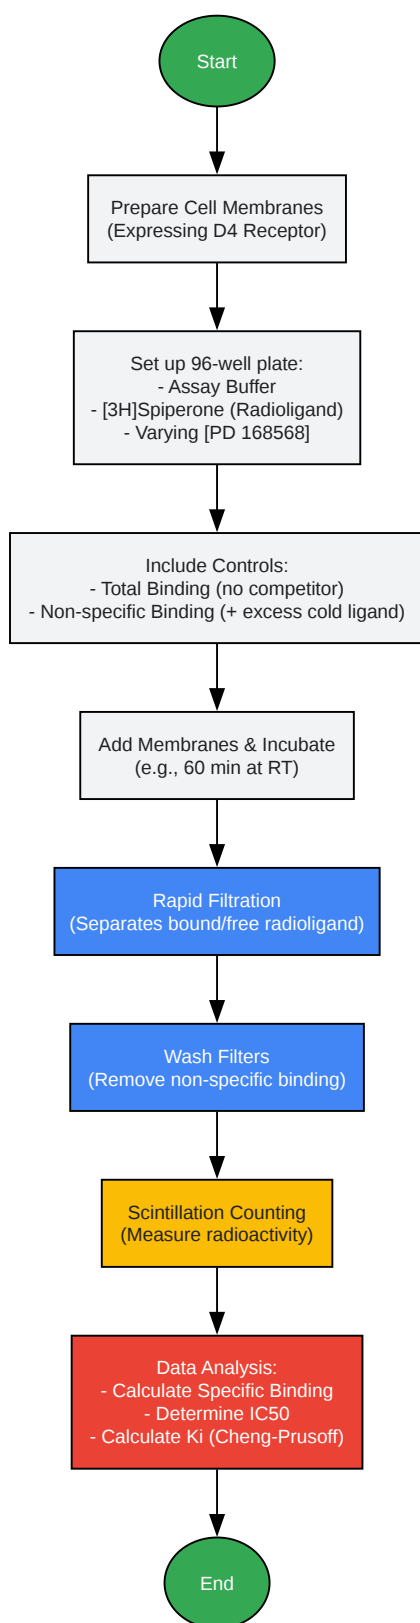 Start
Prepare Cell Membranes
(Expressing D4 Receptor)
Set up 96-well plate:
- Assay Buffer
- [3H]Spiperone (Radioligand)
- Varying [PD 168568]
Include Controls:
- Total Binding (no competitor)
- Non-specific Binding (+ excess cold ligand)
Add Membranes & Incubate
(e.g., 60 min at RT)
Rapid Filtration
(Separates bound/free radioligand)
Wash Filters
(Remove non-specific binding)
Scintillation Counting
(Measure radioactivity)
Data Analysis:
- Calculate Specific Binding
- Determine IC50
- Calculate Ki (Cheng-Prusoff)
End